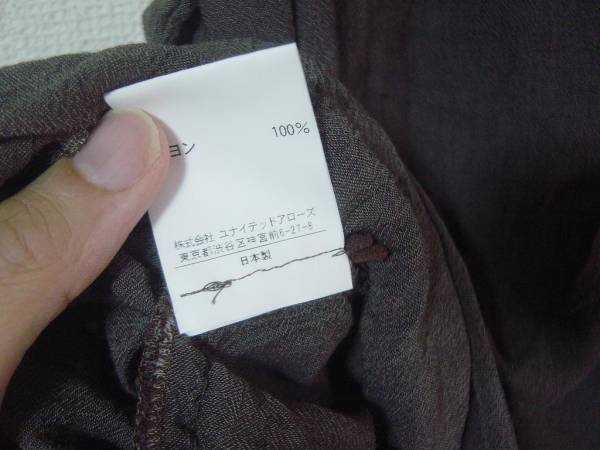 ヨン 100%
株式会社 ユナイテットアローズ
東京都渋谷区神宮前6-27-8
日本製